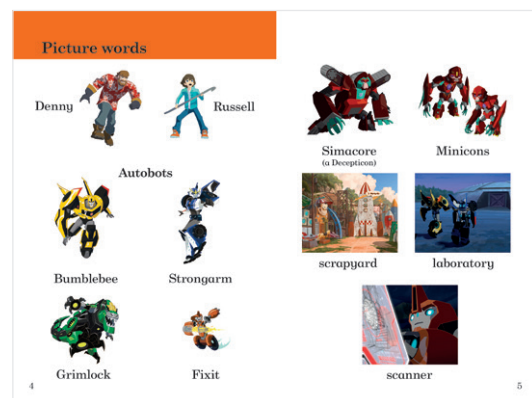 Picture words
Denny
Russell
Autobots
Bumblebee
Strongarm
Grimlock
Fixit
4
Simacore
(a Decepticon)
Minicons
scrapyard
laboratory
scanner
5